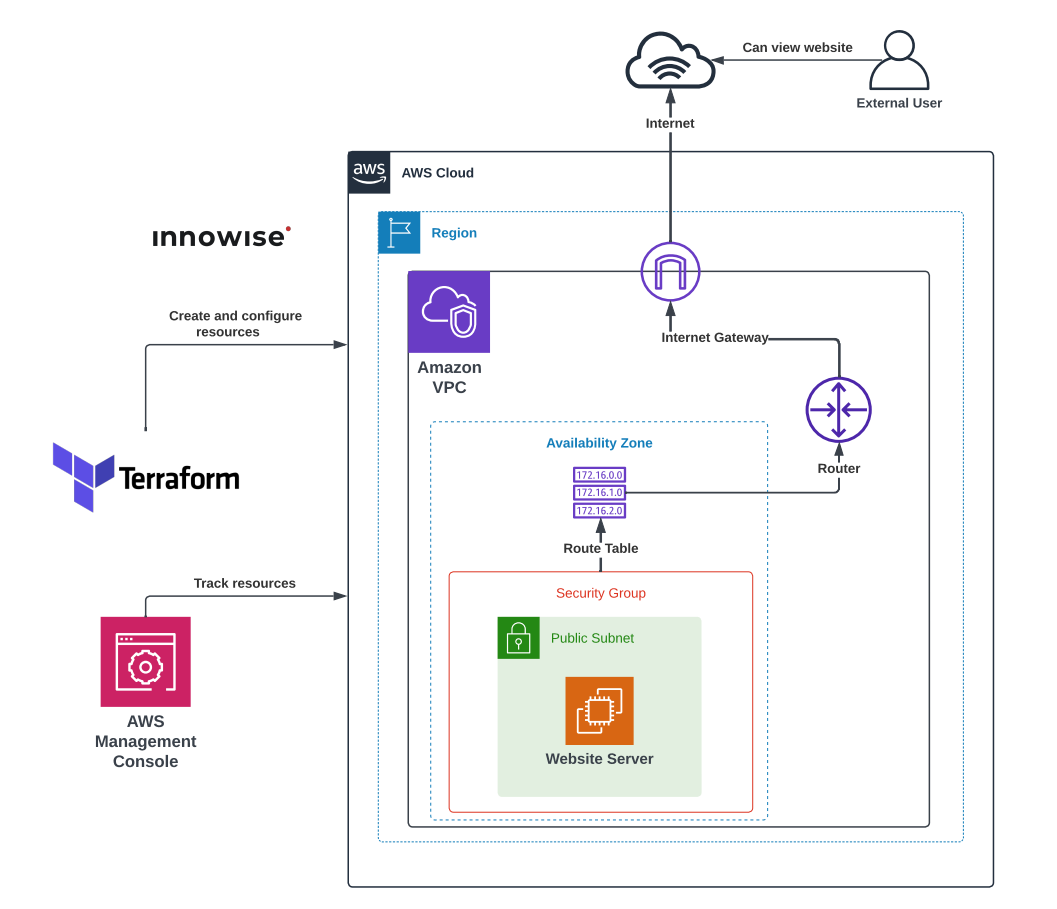 Can view website
External User
Internet
aws
AWS Cloud
Region
innowise
Create and configure
resources
Internet Gateway
Amazon
VPC
Availability Zone
Terraform
172.16.0.0
172.16.1.0
172.16.2.0
Router
Route Table
Track resources
Security Group
Public Subnet
AWS
Management
Console
Website Server